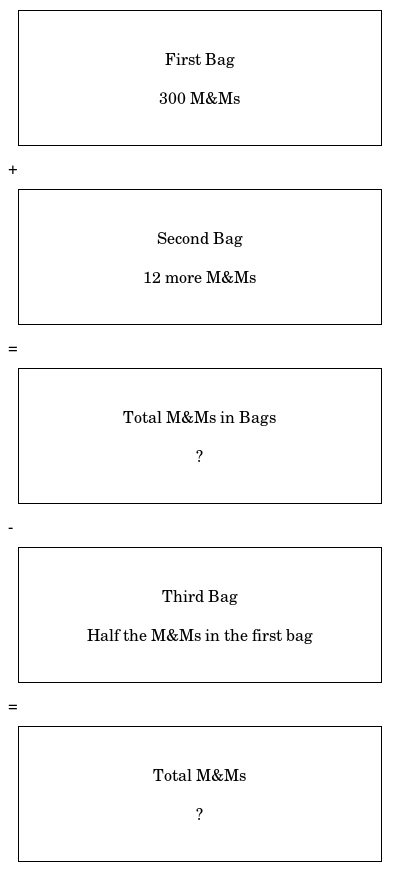 First Bag
300 M&Ms
+
Second Bag
12 more M&Ms
=
Total M&Ms in Bags
?
-
Third Bag
Half the M&Ms in the first bag
=
Total M&Ms
?